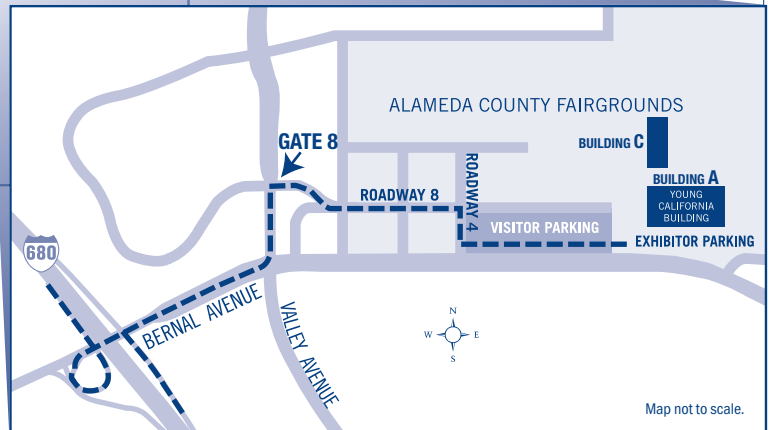 ALAMEDA COUNTY FAIRGROUNDS
GATE 8
BUILDING C
BUILDING A
YOUNG
CALIFORNIA
BUILDING
ROADWAY 8
ROADWAY 4
VISITOR PARKING
EXHIBITOR PARKING
680
BERNAL AVENUE
VALLEY AVENUE
N
W E
S
Map not to scale.